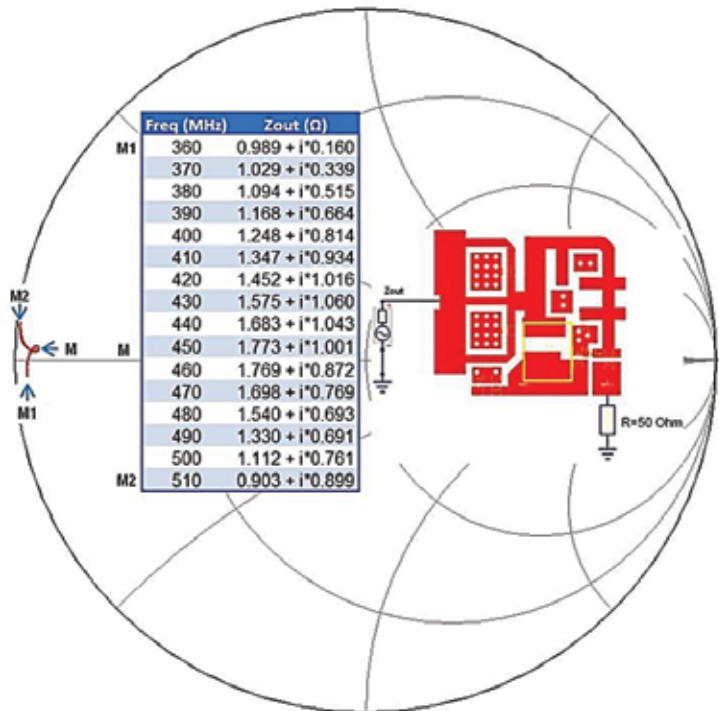 Freq (MHz) Zout (Ω)
M1 360 0.989 + i*0.160
370 1.029 + i*0.339
380 1.094 + i*0.515
390 1.168 + i*0.664
400 1.248 + i*0.814
410 1.347 + i*0.934
420 1.452 + i*1.016
430 1.575 + i*1.060
440 1.683 + i*1.043
M 450 1.773 + i*1.001
460 1.769 + i*0.872
470 1.698 + i*0.769
480 1.540 + i*0.693
490 1.330 + i*0.691
500 1.112 + i*0.761
M2 510 0.903 + i*0.899
M2
M
M1
Zout
R=50 Ohm